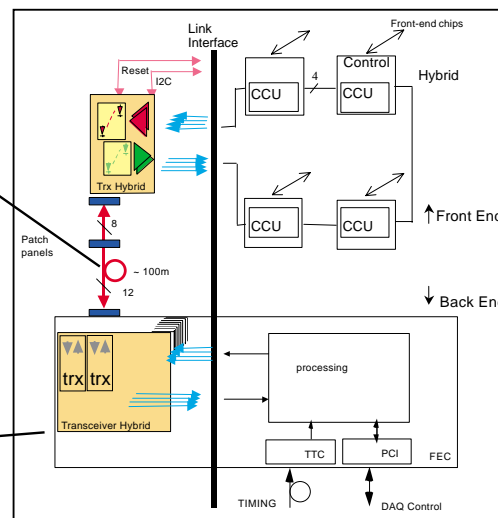 Link
Interface
Front-end chips
Reset
I2C
4
Control
Hybrid
CCU
CCU
Trx Hybrid
CCU
CCU
Front End
8
Patch
panels
~ 100m
12
Back End
trx
trx
processing
Transceiver Hybrid
TTC
PCI
FEC
TIMING
DAQ Control